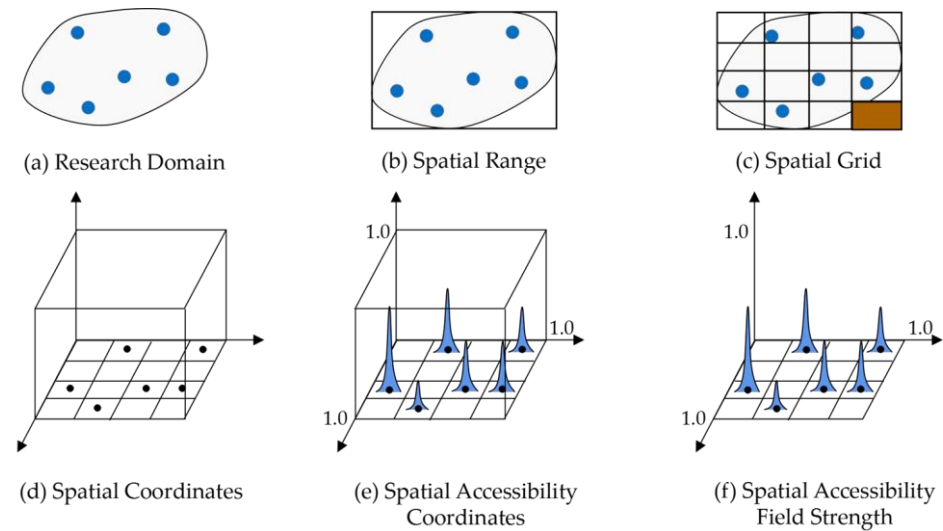 (a) Research Domain
(b) Spatial Range
(c) Spatial Grid
1.0
1.0
1.0
1.0
1.0
1.0
(d) Spatial Coordinates
(e) Spatial Accessibility
Coordinates
(f) Spatial Accessibility
Field Strength